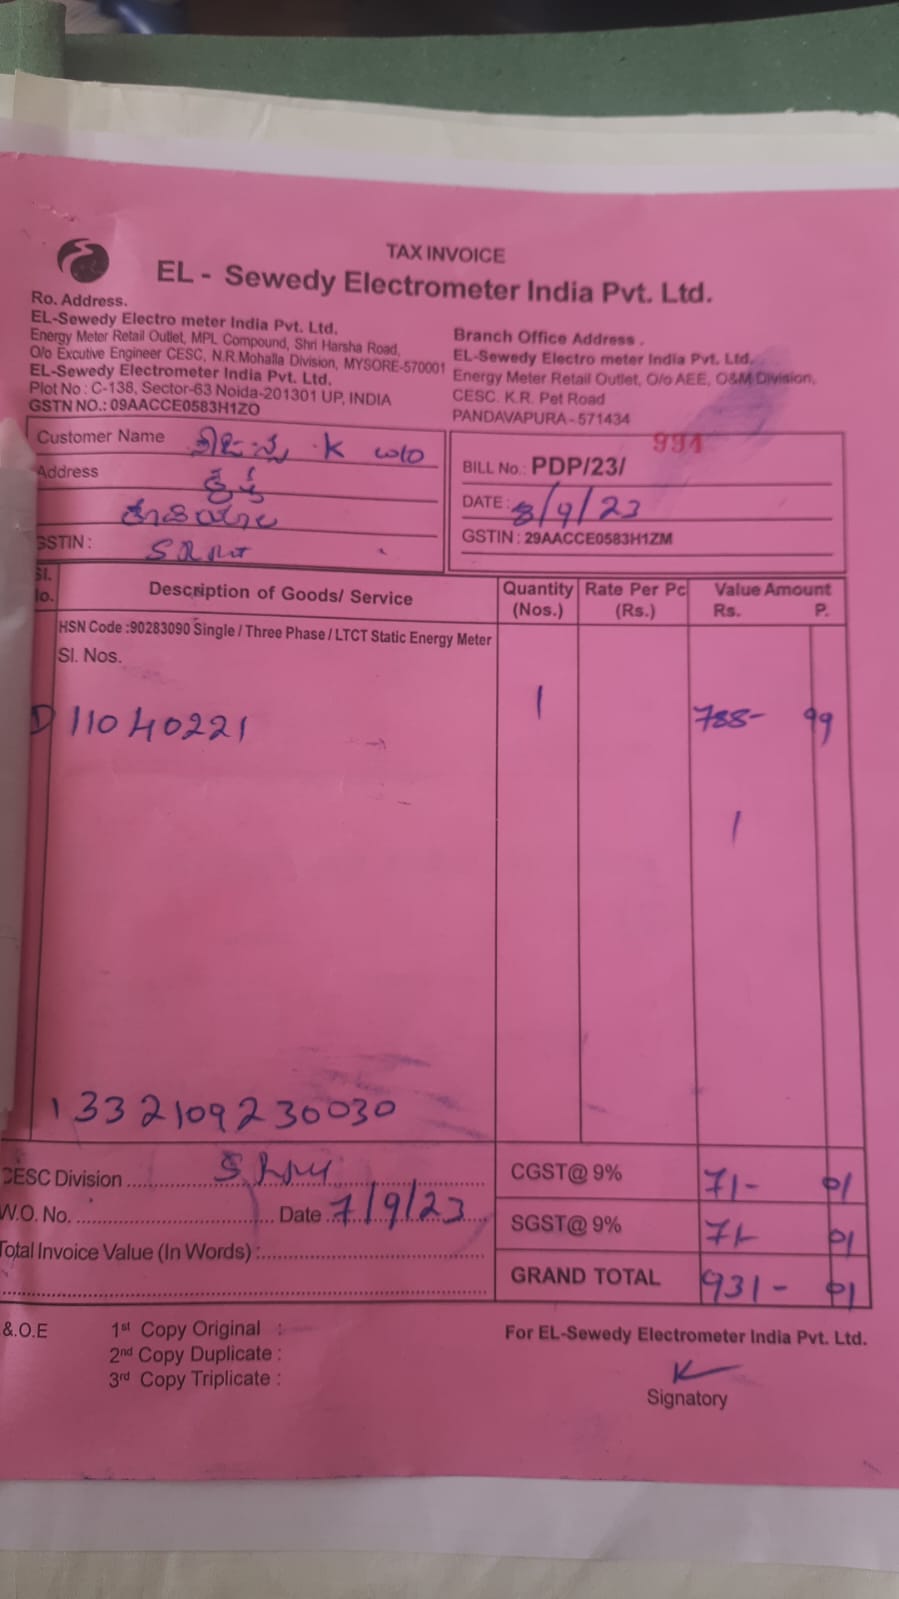 TAX INVOICE
EL - Sewedy Electrometer India Pvt. Ltd.
Ro. Address.
EL-Sewedy Electro meter India Pvt. Ltd.
Energy Meter Retail Outlet, MPL Compound, Shri Harsha Road,
O/o Excutive Engineer CESC, N.R.Mohalla Division, MYSORE-570001
EL-Sewedy Electrometer India Pvt. Ltd.
Plot No : C-138, Sector-63 Noida-201301 UP, INDIA
GSTN NO.: 09AACCE0583H1ZO
Branch Office Address .
EL-Sewedy Electro meter India Pvt. Ltd.
Energy Meter Retail Outlet, O/o AEE, O&M Division,
CESC. K.R. Pet Road
PANDAVAPURA - 571434
Customer Name K w/o
Address
GSTIN :
994
BILL No.: PDP/23/
DATE : 8/9/23
GSTIN : 29AACCE0583H1ZM
Sl. No. Description of Goods/ Service Quantity (Nos.) Rate Per Pc (Rs.) Value Amount Rs. P.
HSN Code :90283090 Single / Three Phase / LTCT Static Energy Meter
Sl. Nos.
11040221 1 788- 99
1332109230030
CESC Division
W.O. No. Date 7/9/23
Total Invoice Value (In Words) :
CGST@ 9% 71- 01
SGST@ 9% 71- 01
GRAND TOTAL 931- 01
&.O.E
1st Copy Original :
2nd Copy Duplicate :
3rd Copy Triplicate :
For EL-Sewedy Electrometer India Pvt. Ltd.
Signatory